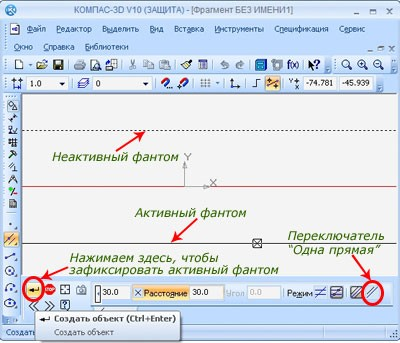 КОМПАС-3D V10 (ЗАЩИТА) - [Фрагмент БЕЗ ИМЕНИ1]
Файл Редактор Выделить Вид Вставка Инструменты Спецификация Сервис
Окно Справка Библиотеки
f(x)
1.0 0 -74.781 -45.939
Неактивный фантом
Y
X
Активный фантом
Переключатель
"Одна прямая"
Нажимаем здесь, чтобы
зафиксировать активный фантом
STOP 30.0 Расстояние 30.0 Угол 0.0 Режим
Создать объект (Ctrl+Enter)
Создать объект